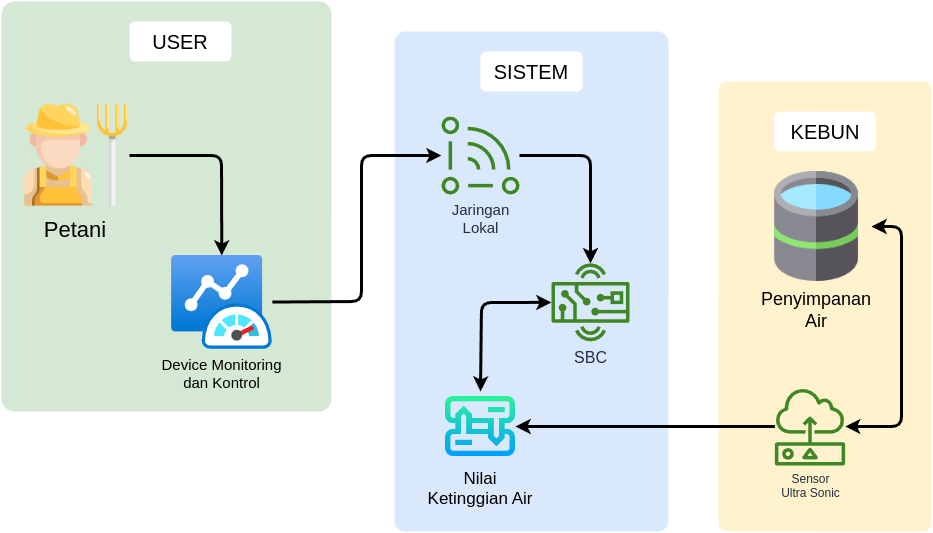 USER
Petani
Device Monitoring
dan Kontrol
SISTEM
Jaringan
Lokal
SBC
Nilai
Ketinggian Air
KEBUN
Penyimpanan
Air
Sensor
Ultra Sonic